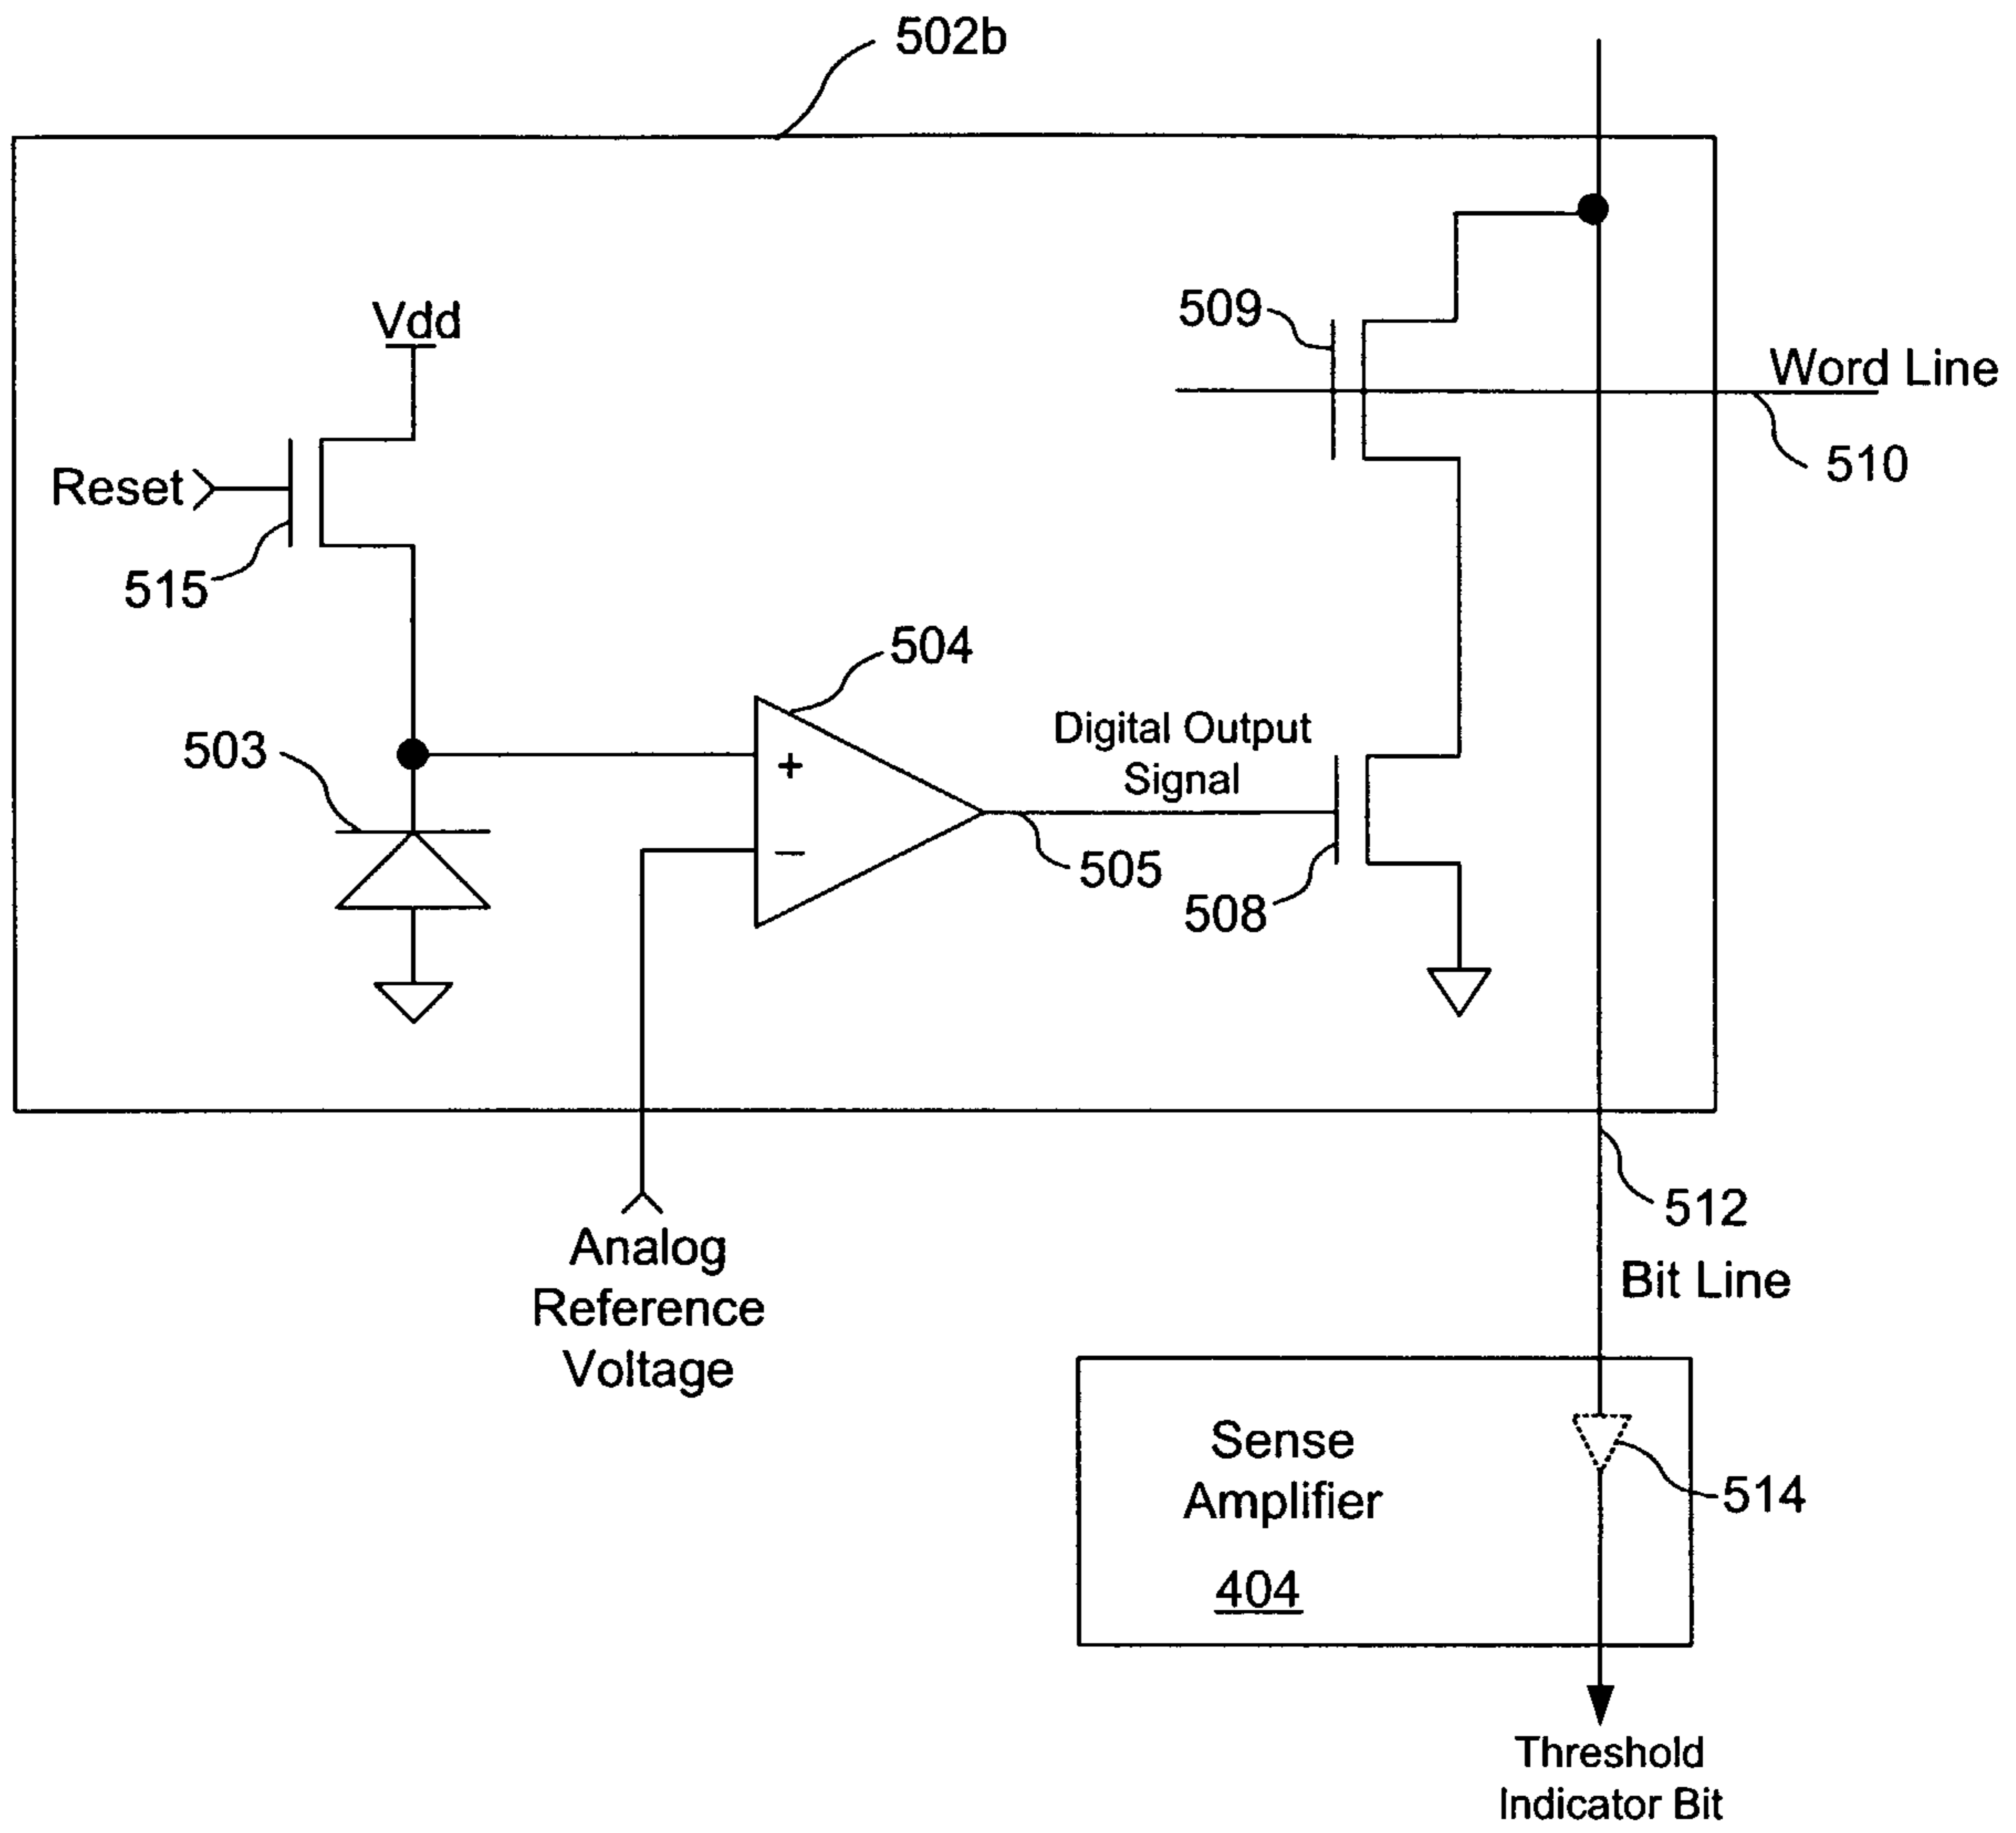 502b
Vdd
509
Word Line
510
Reset
515
504
503
+
Digital Output
Signal
−
505
508
512
Analog
Reference
Voltage
Bit Line
Sense
Amplifier
514
404
Threshold
Indicator Bit